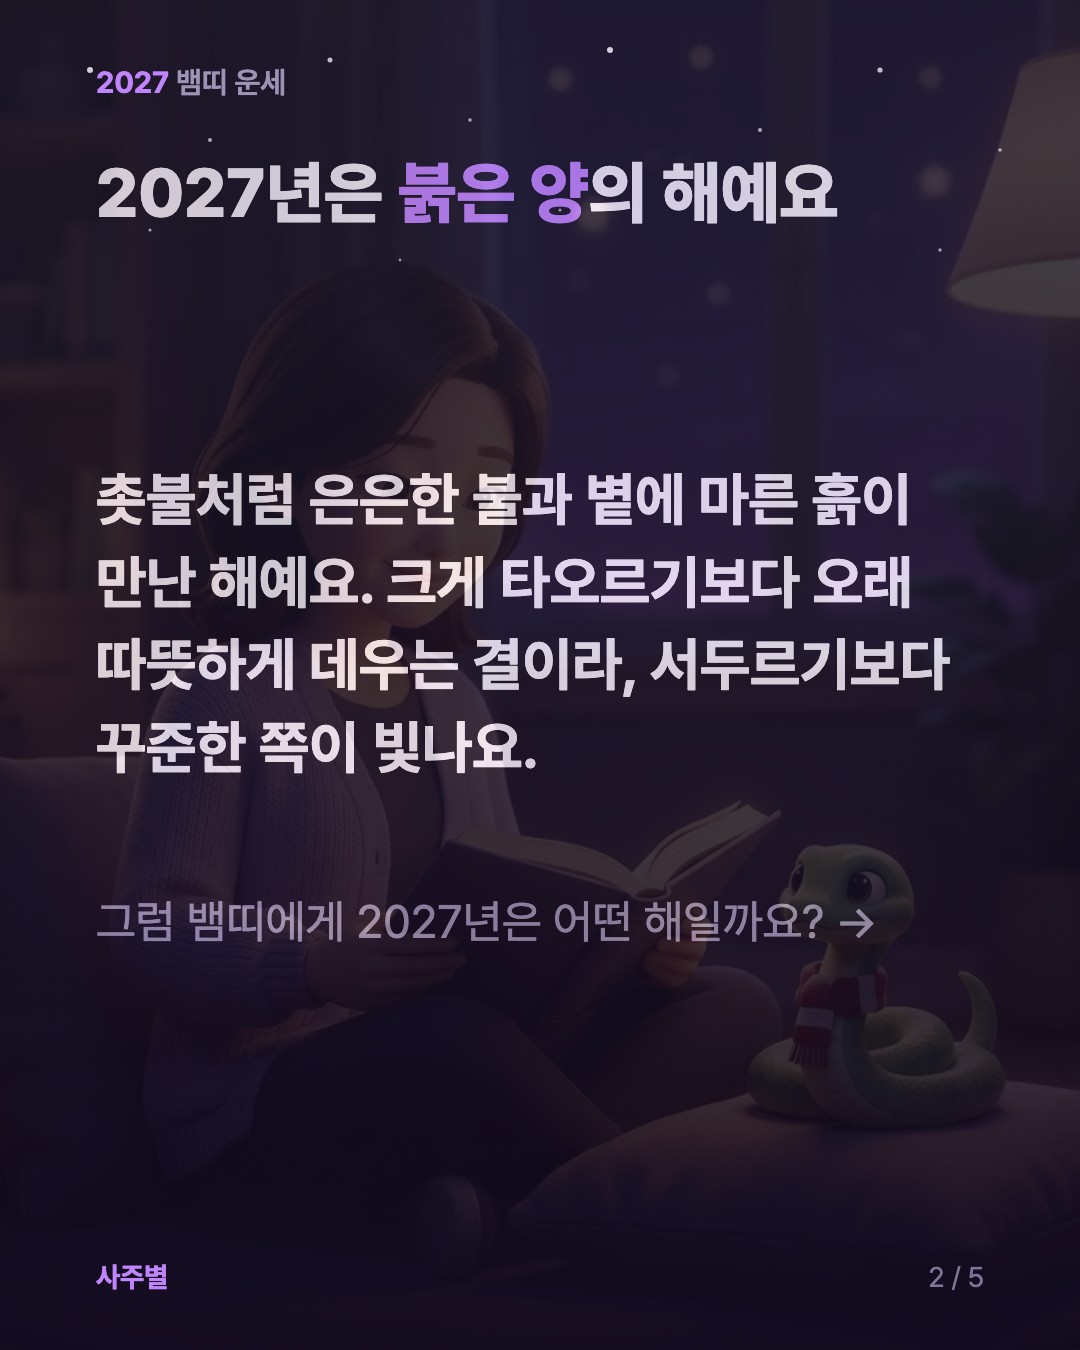 2027 뱀띠 운세
2027년은 붉은 양의 해예요
촛불처럼 은은한 불과 볕에 마른 흙이
만난 해예요. 크게 타오르기보다 오래
따뜻하게 데우는 결이라, 서두르기보다
꾸준한 쪽이 빛나요.
그럼 뱀띠에게 2027년은 어떤 해일까요? →
사주별
2 / 5